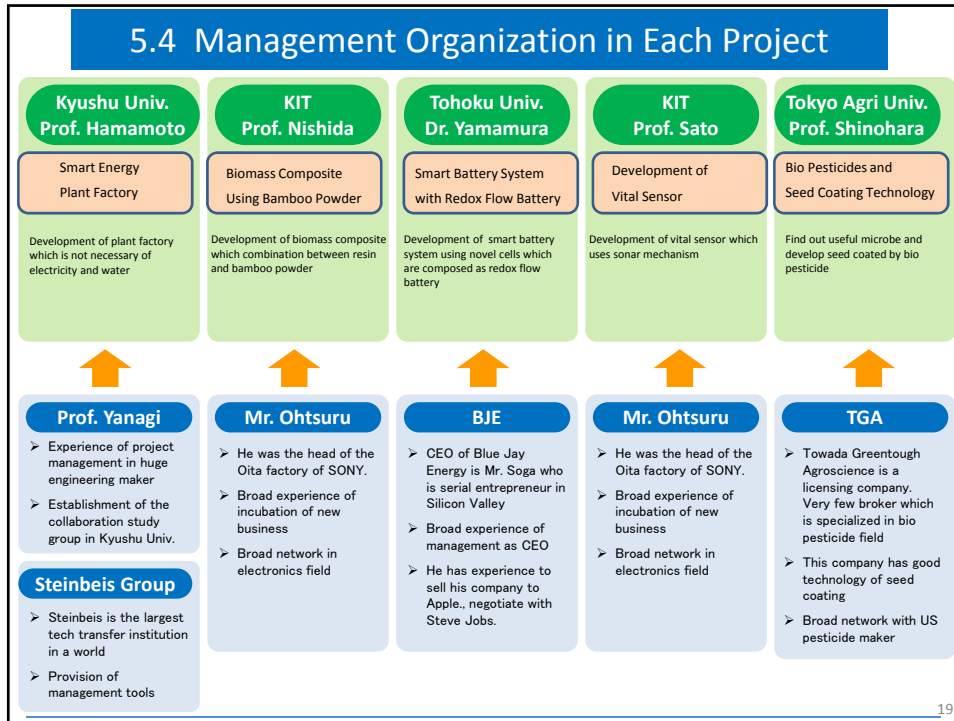 5.4 Management Organization in Each Project
Kyushu Univ.
Prof. Hamamoto
Smart Energy
Plant Factory
Development of plant factory
which is not necessary of
electricity and water
KIT
Prof. Nishida
Biomass Composite
Using Bamboo Powder
Development of biomass composite
which combination between resin
and bamboo powder
Tohoku Univ.
Dr. Yamamura
Smart Battery System
with Redox Flow Battery
Development of smart battery
system using novel cells which
are composed as redox flow
battery
KIT
Prof. Sato
Development of
Vital Sensor
Development of vital sensor which
uses sonar mechanism
Tokyo Agri Univ.
Prof. Shinohara
Bio Pesticides and
Seed Coating Technology
Find out useful microbe and
develop seed coated by bio
pesticide
Prof. Yanagi
➢ Experience of project
management in huge
engineering maker
➢ Establishment of the
collaboration study
group in Kyushu Univ.
Steinbeis Group
➢ Steinbeis is the largest
tech transfer institution
in a world
➢ Provision of
management tools
Mr. Ohtsuru
➢ He was the head of the
Oita factory of SONY.
➢ Broad experience of
incubation of new
business
➢ Broad network in
electronics field
BJE
➢ CEO of Blue Jay
Energy is Mr. Soga who
is serial entrepreneur in
Silicon Valley
➢ Broad experience of
management as CEO
➢ He has experience to
sell his company to
Apple., negotiate with
Steve Jobs.
Mr. Ohtsuru
➢ He was the head of the
Oita factory of SONY.
➢ Broad experience of
incubation of new
business
➢ Broad network in
electronics field
TGA
➢ Towada Greentough
Agroscience is a
licensing company.
Very few broker which
is specialized in bio
pesticide field
➢ This company has good
technology of seed
coating
➢ Broad network with US
pesticide maker
19